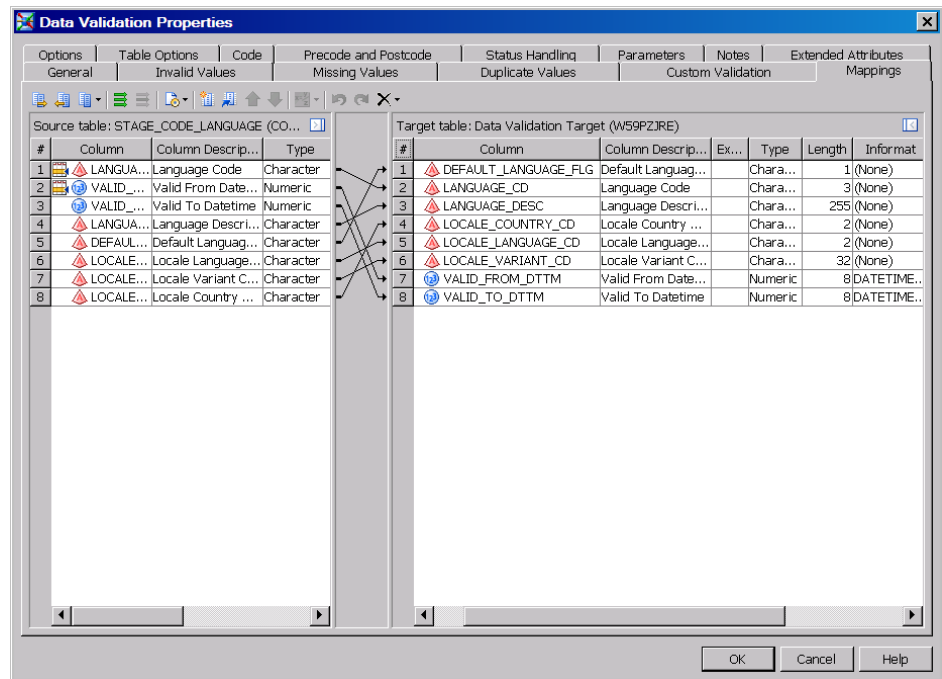 Data Validation Properties
Options Table Options Code Precode and Postcode Status Handling Parameters Notes Extended Attributes
General Invalid Values Missing Values Duplicate Values Custom Validation Mappings
Source table: STAGE_CODE_LANGUAGE (CO... Target table: Data Validation Target (W59PZJRE)
# Column Column Descrip... Type # Column Column Descrip... Ex... Type Length Informat
1 LANGUA... Language Code Character 1 DEFAULT_LANGUAGE_FLG Default Languag... Chara... 1 (None)
2 VALID_... Valid From Date... Numeric 2 LANGUAGE_CD Language Code Chara... 3 (None)
3 VALID_... Valid To Datetime Numeric 3 LANGUAGE_DESC Language Descri... Chara... 255 (None)
4 LANGUA... Language Descri... Character 4 LOCALE_COUNTRY_CD Locale Country ... Chara... 2 (None)
5 DEFAUL... Default Languag... Character 5 LOCALE_LANGUAGE_CD Locale Language... Chara... 2 (None)
6 LOCALE... Locale Language... Character 6 LOCALE_VARIANT_CD Locale Variant C... Chara... 32 (None)
7 LOCALE... Locale Variant C... Character 7 VALID_FROM_DTTM Valid From Date... Numeric 8 DATETIME...
8 LOCALE... Locale Country ... Character 8 VALID_TO_DTTM Valid To Datetime Numeric 8 DATETIME...
OK Cancel Help